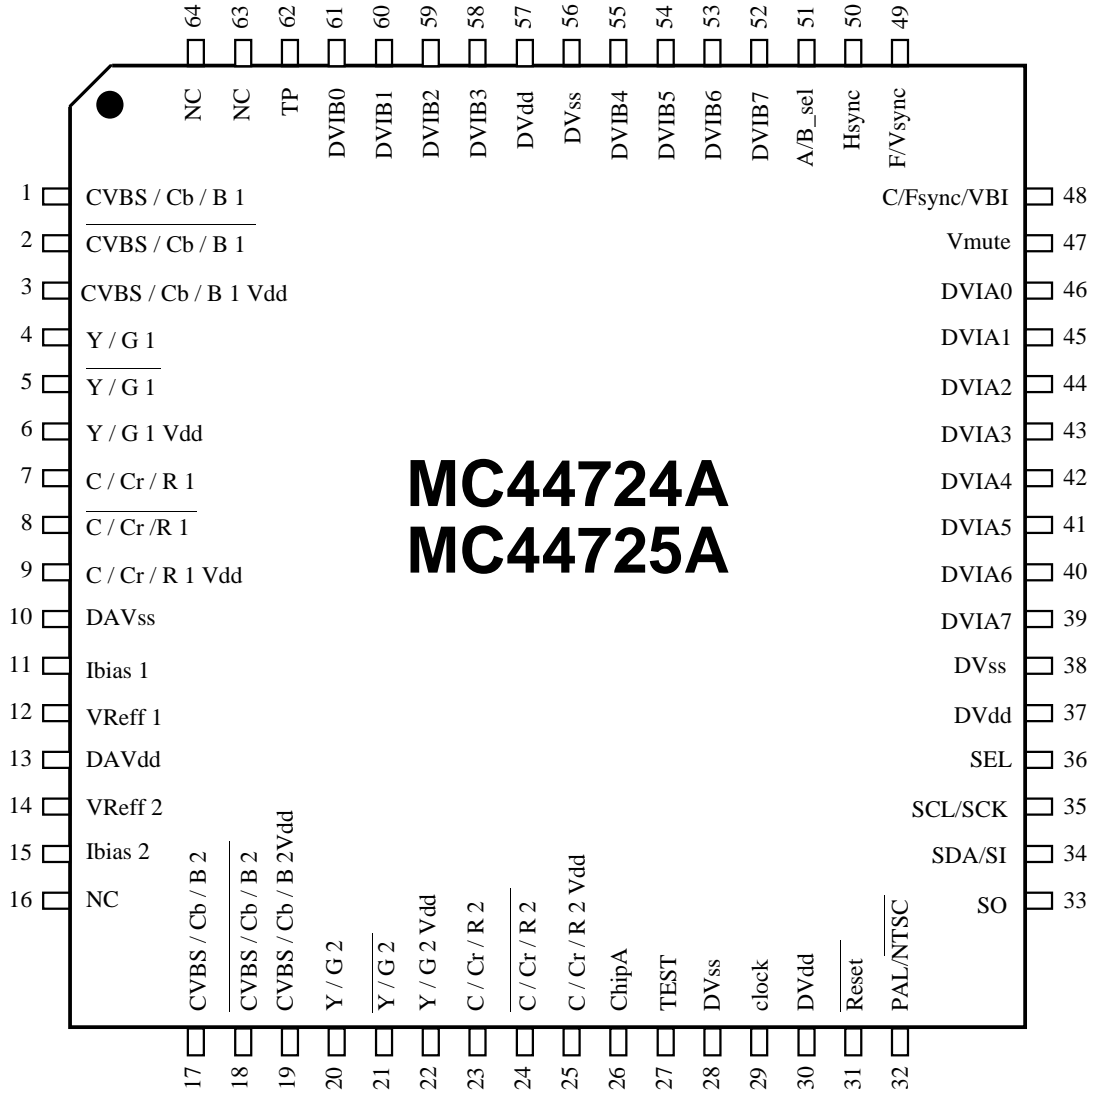 64 63 62 61 60 59 58 57 56 55 54 53 52 51 50 49
NC
NC
TP
DVIB0
DVIB1
DVIB2
DVIB3
DVdd
DVss
DVIB4
DVIB5
DVIB6
DVIB7
A/B_sel
Hsync
F/Vsync
1 CVBS / Cb / B 1
2 CVBS / Cb / B 1
3 CVBS / Cb / B 1 Vdd
4 Y / G 1
5 Y / G 1
6 Y / G 1 Vdd
7 C / Cr / R 1
8 C / Cr /R 1
9 C / Cr / R 1 Vdd
10 DAVss
11 Ibias 1
12 VReff 1
13 DAVdd
14 VReff 2
15 Ibias 2
16 NC
MC44724A
MC44725A
C/Fsync/VBI 48
Vmute 47
DVIA0 46
DVIA1 45
DVIA2 44
DVIA3 43
DVIA4 42
DVIA5 41
DVIA6 40
DVIA7 39
DVss 38
DVdd 37
SEL 36
SCL/SCK 35
SDA/SI 34
SO 33
CVBS / Cb / B 2
CVBS / Cb / B 2
CVBS / Cb / B 2Vdd
Y / G 2
Y / G 2
Y / G 2 Vdd
C / Cr / R 2
C / Cr / R 2
C / Cr / R 2 Vdd
ChipA
TEST
DVss
clock
DVdd
Reset
PAL/NTSC
17 18 19 20 21 22 23 24 25 26 27 28 29 30 31 32